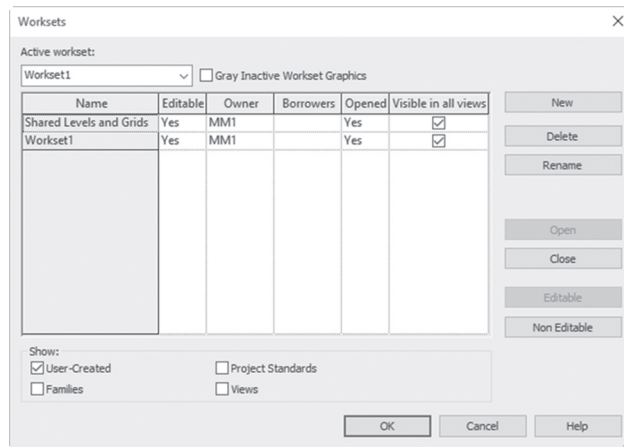 Worksets
Active workset:
Workset1
Gray Inactive Workset Graphics
Name Editable Owner Borrowers Opened Visible in all views
Shared Levels and Grids Yes MM1 Yes
Workset1 Yes MM1 Yes
New
Delete
Rename
Open
Close
Editable
Non Editable
Show:
User-Created Project Standards
Families Views
OK Cancel Help